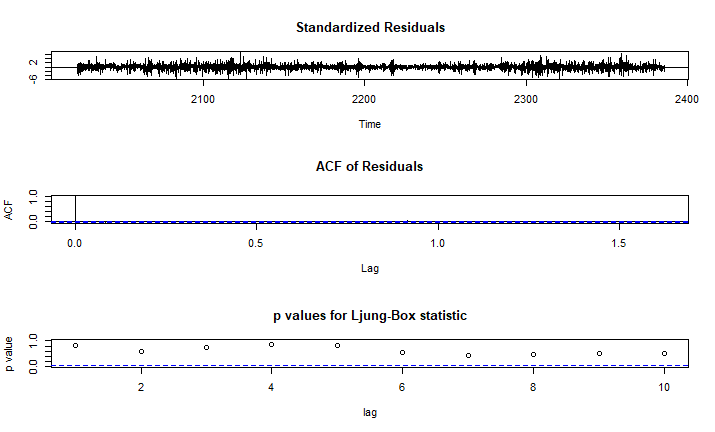 Standardized Residuals
2
-6
2100 2200 2300 2400
Time
ACF of Residuals
ACF
1.0
0.0
0.0 0.5 1.0 1.5
Lag
p values for Ljung-Box statistic
p value
1.0
0.0
2 4 6 8 10
lag